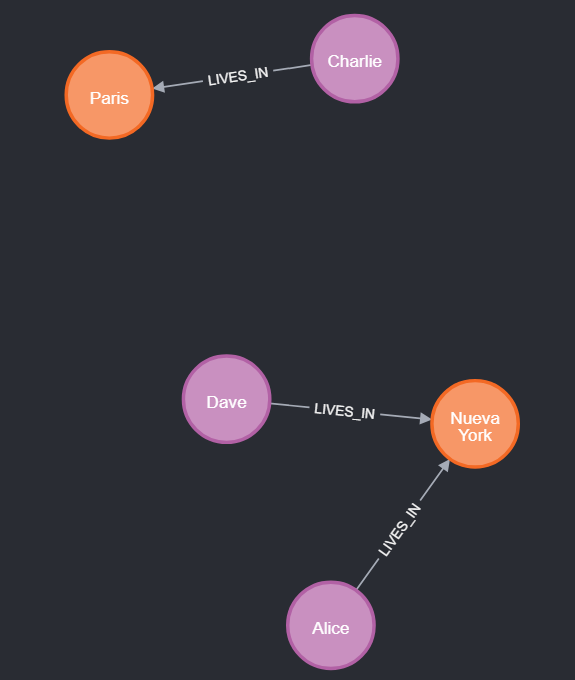 Charlie
LIVES_IN
Paris
Dave
LIVES_IN
Nueva
York
LIVES_IN
Alice